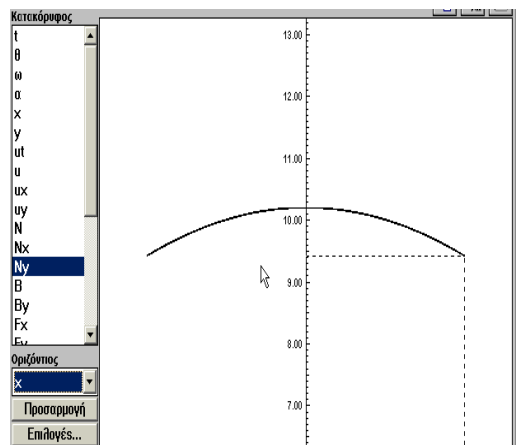 Κατακόρυφος
t
θ
ω
α
x
y
ut
u
ux
uy
N
Nx
Ny
B
By
Fx
Fy
Οριζόντιος
x
Προσαρμογή
Επιλογές...
13.00
12.00
11.00
10.00
9.00
8.00
7.00